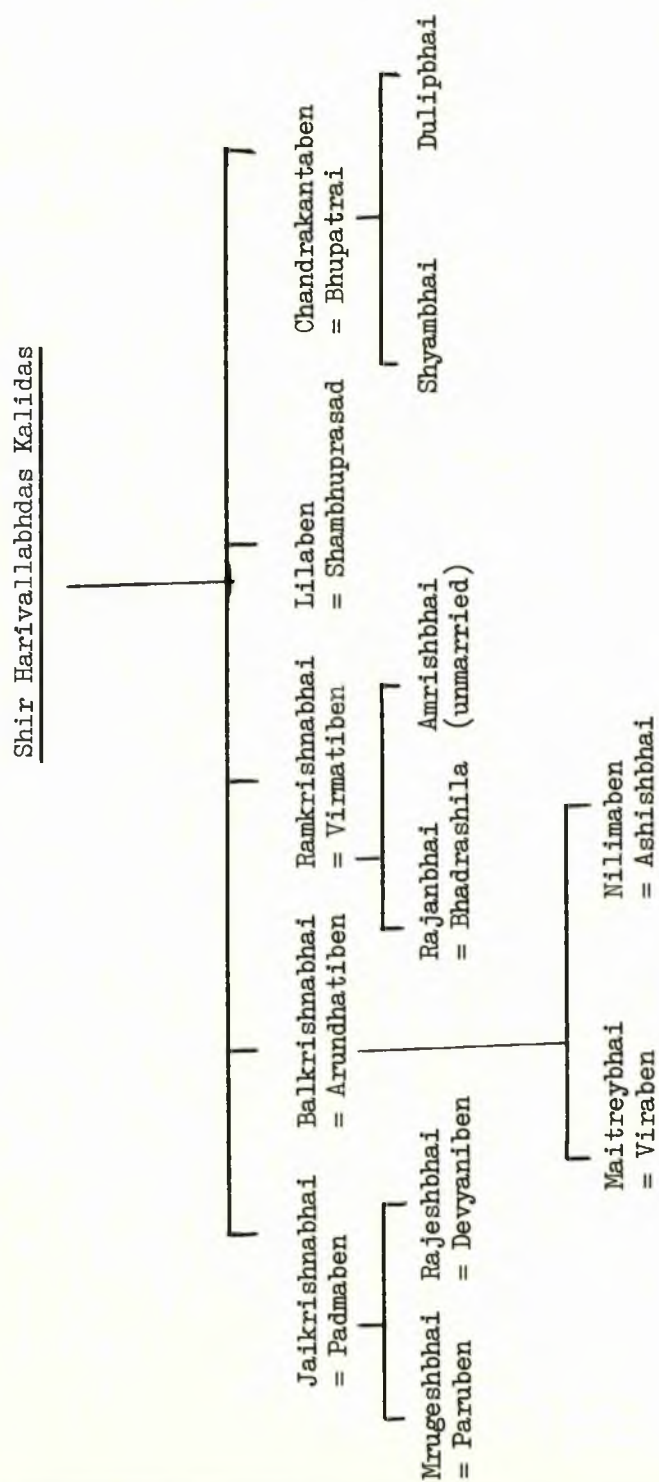 Shir Harivallabhdas Kalidas
Jaikrishnabhai
= Padmaben
Balkrishnabhai
= Arundhatiben
Ramkrishnabhai
= Virmatiben
Lilaben
= Shambhuprasad
Chandrakantaben
= Bhupatrai
Mrugeshbhai
= Paruben
Rajeshbhai
= Devyaniben
Rajanbhai
= Bhadrashila
Amrishbhai
(unmarried)
Shyambhai
Dulipbhai
Maitreybhai
= Viraben
Nilimaben
= Ashishbhai